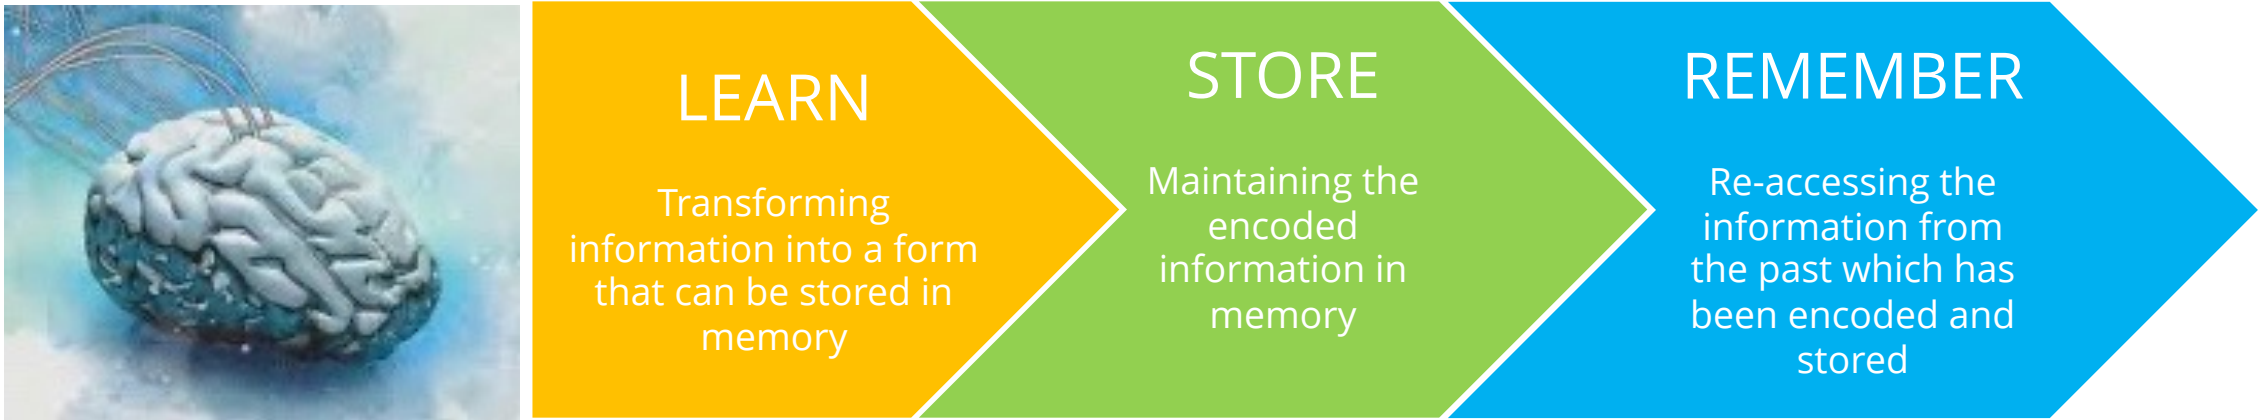 LEARN
Transforming
information into a form
that can be stored in
memory
STORE
Maintaining the
encoded
information in
memory
REMEMBER
Re-accessing the
information from
the past which has
been encoded and
stored